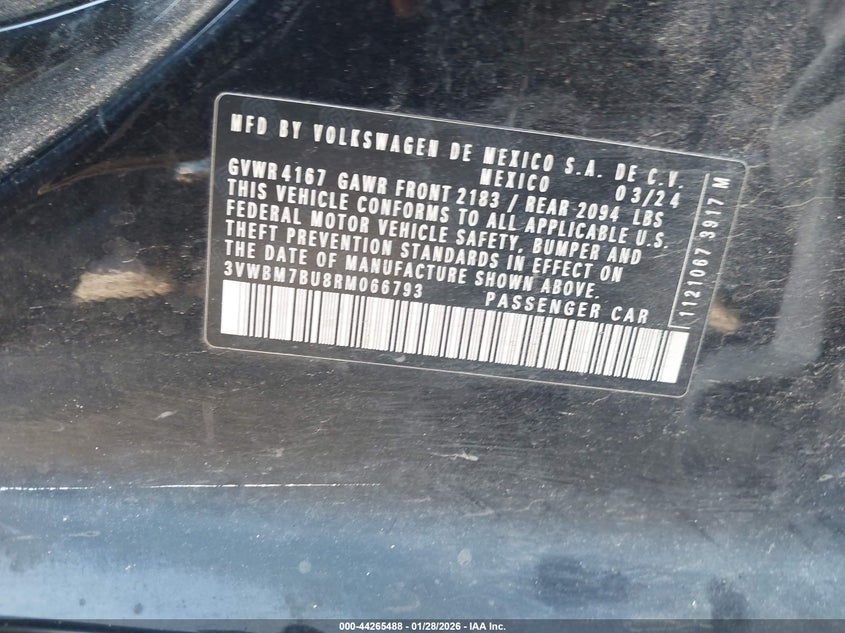 MFD BY VOLKSWAGEN DE MEXICO S.A. DE C.V.
MEXICO 03/24
GVWR 4167 GAWR FRONT 2183 / REAR 2094 LBS
THIS VEHICLE CONFORMS TO ALL APPLICABLE U.S.
FEDERAL MOTOR VEHICLE SAFETY, BUMPER AND
THEFT PREVENTION STANDARDS IN EFFECT ON
THE DATE OF MANUFACTURE SHOWN ABOVE.
3VWBM7BU8RM066793 PASSENGER CAR
1121067 3917 M
000-44265488 - 01/28/2026 - IAA Inc.